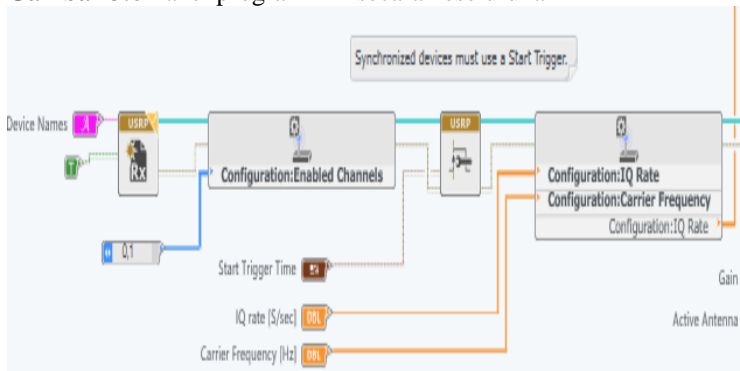 Synchronized devices must use a Start Trigger.
Device Names
USRP
USRP
T
Rx
Configuration:Enabled Channels
Configuration:IQ Rate
Configuration:Carrier Frequency
Configuration:IQ Rate
0,1
Start Trigger Time
Gain
IQ rate [S/sec]
DBL
Active Antenna
Carrier Frequency [Hz]
DBL